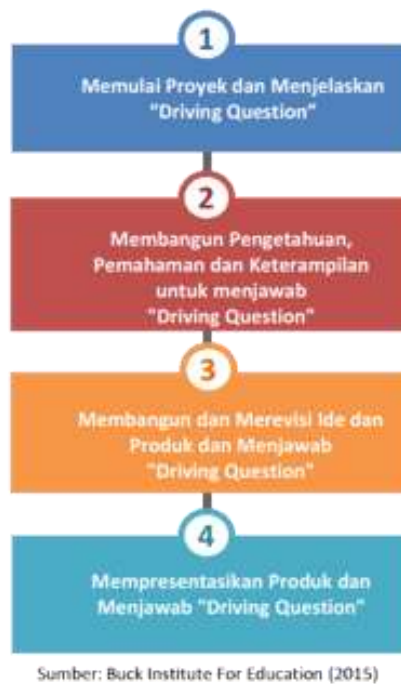 1
Memulai Proyek dan Menjelaskan
"Driving Question"
2
Membangun Pengetahuan,
Pemahaman dan Keterampilan
untuk menjawab
"Driving Question"
3
Membangun dan Merevisi Ide dan
Produk dan Menjawab
"Driving Question"
4
Mempresentasikan Produk dan
Menjawab "Driving Question"
Sumber: Buck Institute For Education (2015)